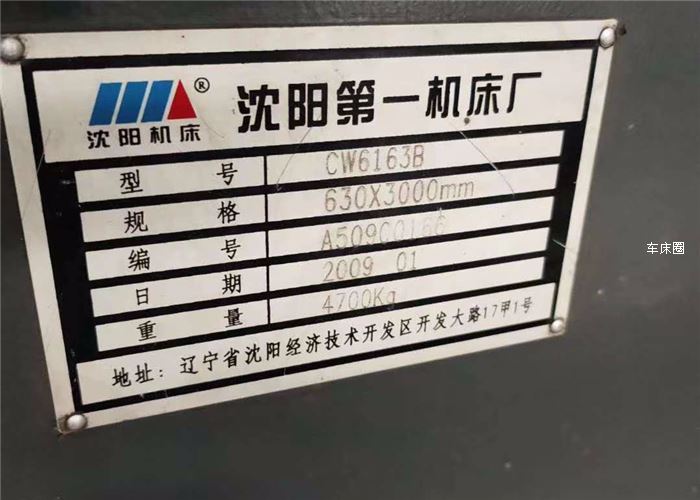 沈阳机床® 沈阳第一机床厂
型号 CW6163B
规格 630X3000mm
编号 A50900166
日期 2009 01
重量 4700Kg
地址：辽宁省沈阳经济技术开发区开发大路17甲1号
车床圈